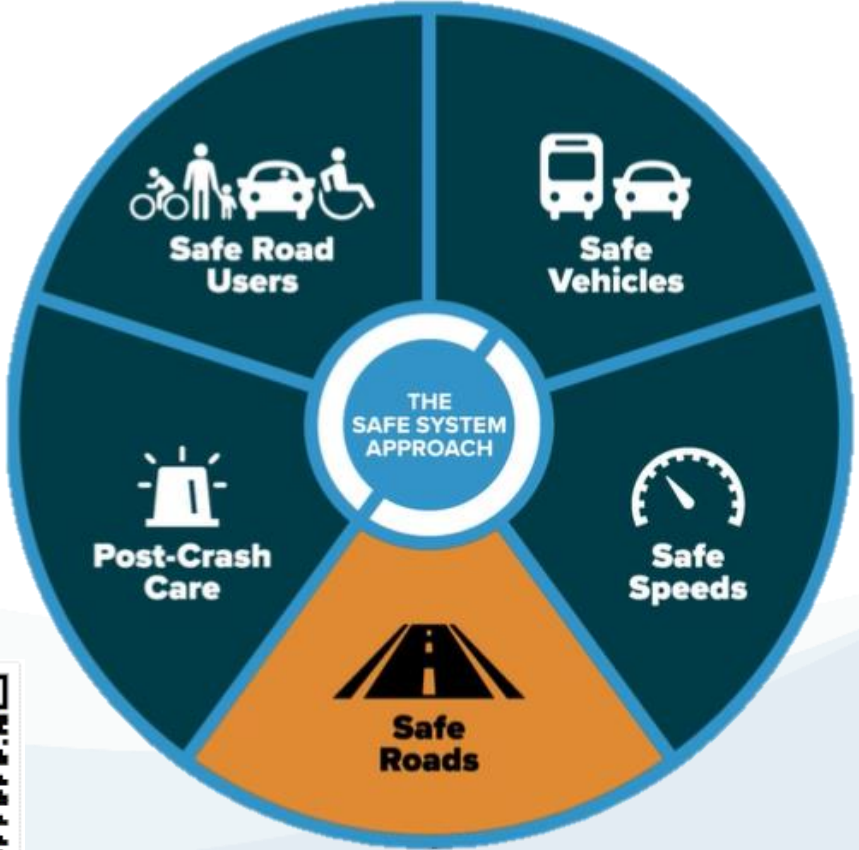 Safe Road
Users
Safe
Vehicles
THE
SAFE SYSTEM
APPROACH
Post-Crash
Care
Safe
Speeds
Safe
Roads